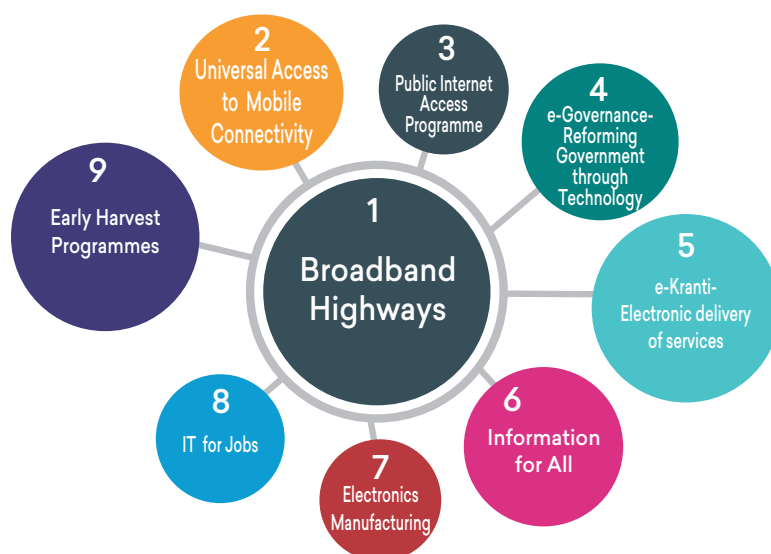 1
Broadband
Highways
2
Universal Access
to Mobile
Connectivity
3
Public Internet
Access
Programme
4
e-Governance-
Reforming
Government
through
Technology
5
e-Kranti-
Electronic delivery
of services
6
Information
for All
7
Electronics
Manufacturing
8
IT for Jobs
9
Early Harvest
Programmes